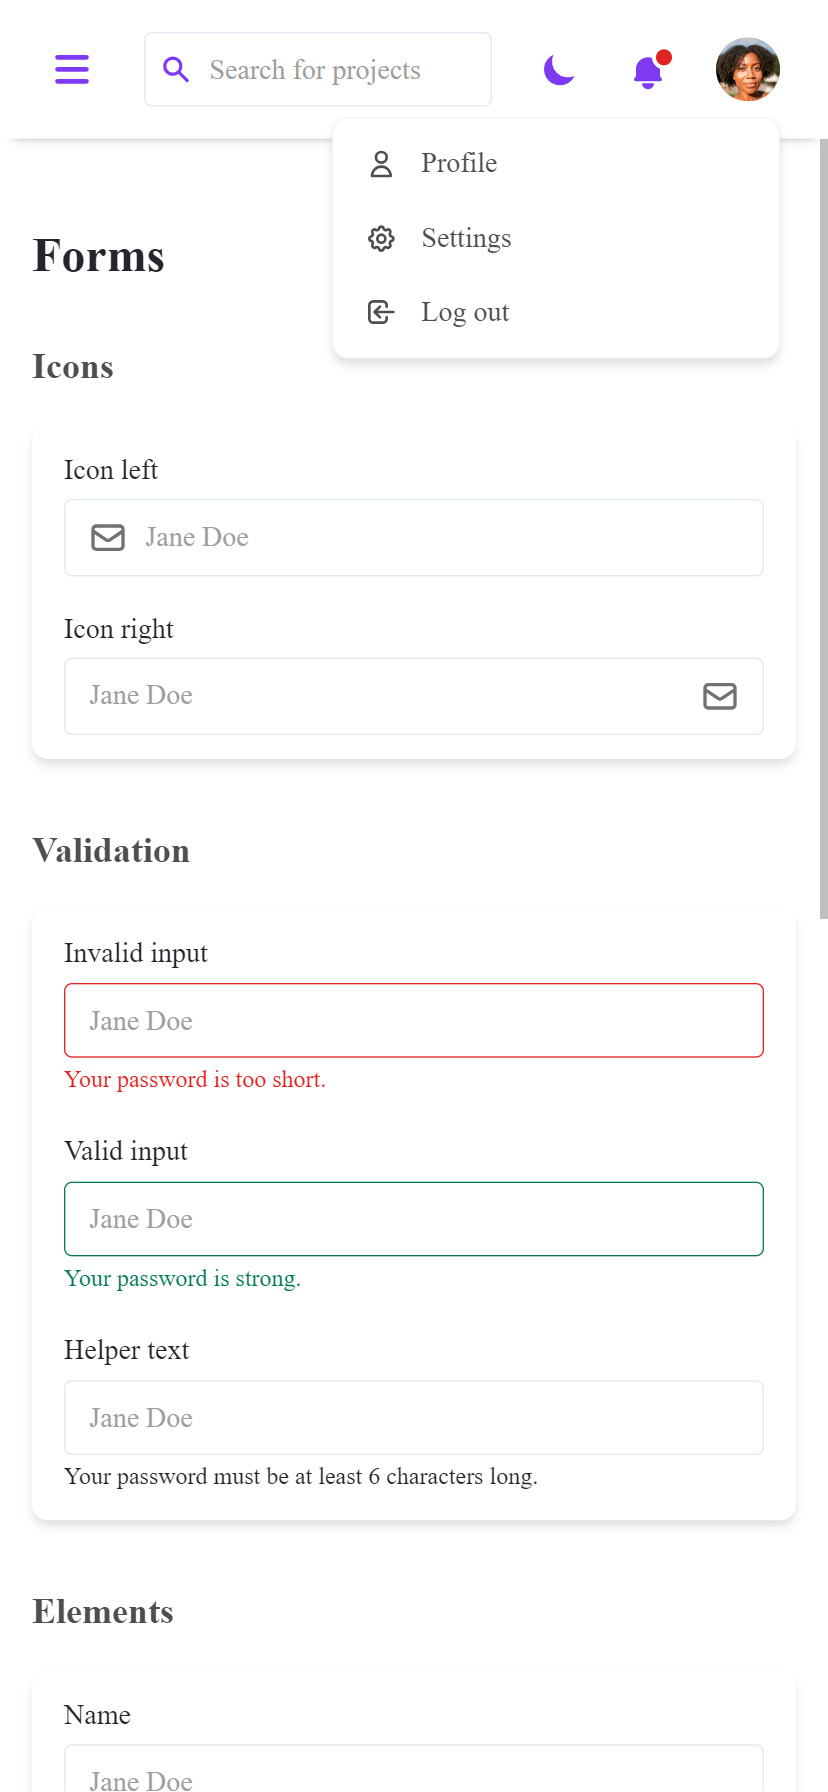 Search for projects
Profile
Settings
Log out
Forms
Icons
Icon left
Jane Doe
Icon right
Jane Doe
Validation
Invalid input
Jane Doe
Your password is too short.
Valid input
Jane Doe
Your password is strong.
Helper text
Jane Doe
Your password must be at least 6 characters long.
Elements
Name
Jane Doe